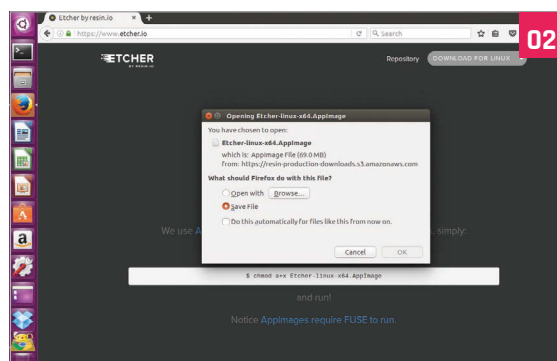 Etcher by resin.io
02
https://www.etcher.io
Search
ETCHER
BY RESIN.IO
Repository
DOWNLOAD FOR LINUX
Opening Etcher-linux-x64.AppImage
You have chosen to open:
Etcher-linux-x64.AppImage
which is: AppImage File (69.0 MB)
from: https://resin-production-downloads.s3.amazonaws.com
What should Firefox do with this file?
Open with Browse...
Save File
Do this automatically for files like this from now on.
Cancel OK
We use A simply:
$ chmod a+x Etcher-linux-x64.AppImage
and run!
Notice AppImages require FUSE to run.